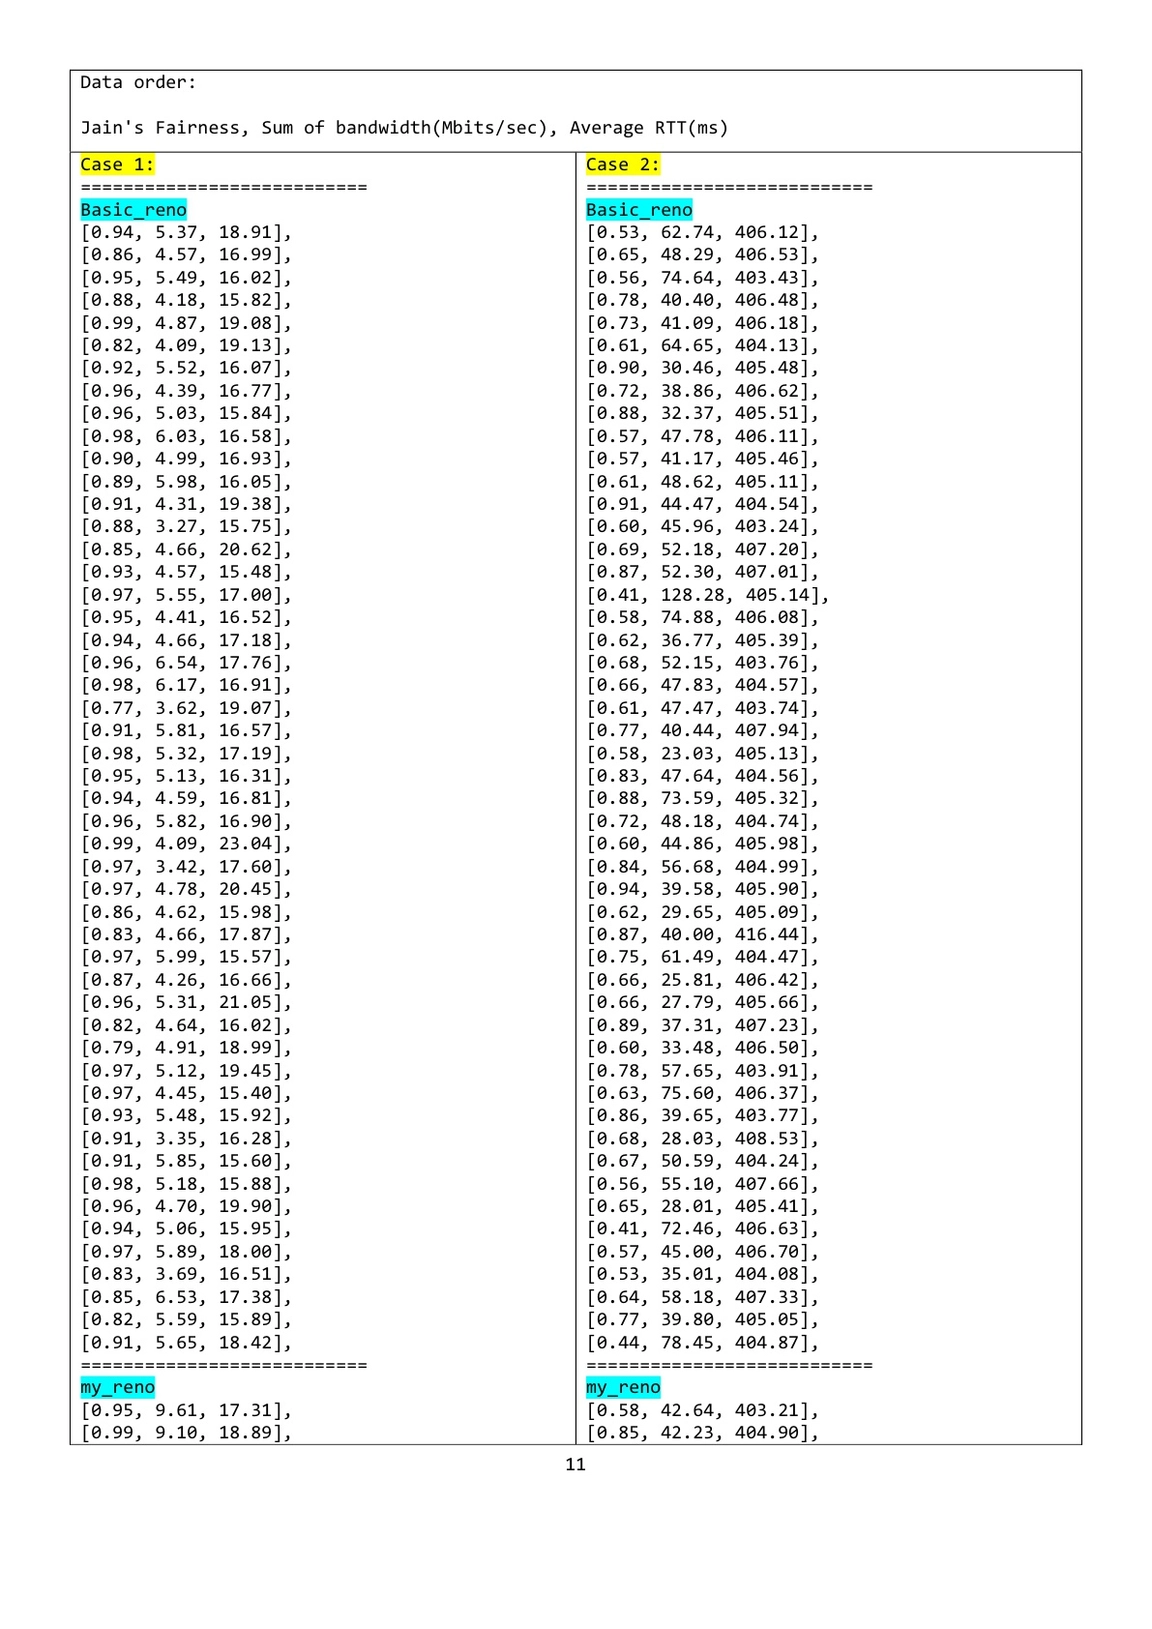 Data order:
Jain's Fairness, Sum of bandwidth(Mbits/sec), Average RTT(ms)
Case 1:
===========================
Basic_reno
[0.94, 5.37, 18.91],
[0.86, 4.57, 16.99],
[0.95, 5.49, 16.02],
[0.88, 4.18, 15.82],
[0.99, 4.87, 19.08],
[0.82, 4.09, 19.13],
[0.92, 5.52, 16.07],
[0.96, 4.39, 16.77],
[0.96, 5.03, 15.84],
[0.98, 6.03, 16.58],
[0.90, 4.99, 16.93],
[0.89, 5.98, 16.05],
[0.91, 4.31, 19.38],
[0.88, 3.27, 15.75],
[0.85, 4.66, 20.62],
[0.93, 4.57, 15.48],
[0.97, 5.55, 17.00],
[0.95, 4.41, 16.52],
[0.94, 4.66, 17.18],
[0.96, 6.54, 17.76],
[0.98, 6.17, 16.91],
[0.77, 3.62, 19.07],
[0.91, 5.81, 16.57],
[0.98, 5.32, 17.19],
[0.95, 5.13, 16.31],
[0.94, 4.59, 16.81],
[0.96, 5.82, 16.90],
[0.99, 4.09, 23.04],
[0.97, 3.42, 17.60],
[0.97, 4.78, 20.45],
[0.86, 4.62, 15.98],
[0.83, 4.66, 17.87],
[0.97, 5.99, 15.57],
[0.87, 4.26, 16.66],
[0.96, 5.31, 21.05],
[0.82, 4.64, 16.02],
[0.79, 4.91, 18.99],
[0.97, 5.12, 19.45],
[0.97, 4.45, 15.40],
[0.93, 5.48, 15.92],
[0.91, 3.35, 16.28],
[0.91, 5.85, 15.60],
[0.98, 5.18, 15.88],
[0.96, 4.70, 19.90],
[0.94, 5.06, 15.95],
[0.97, 5.89, 18.00],
[0.83, 3.69, 16.51],
[0.85, 6.53, 17.38],
[0.82, 5.59, 15.89],
[0.91, 5.65, 18.42],
===========================
my_reno
[0.95, 9.61, 17.31],
[0.99, 9.10, 18.89],
Case 2:
===========================
Basic_reno
[0.53, 62.74, 406.12],
[0.65, 48.29, 406.53],
[0.56, 74.64, 403.43],
[0.78, 40.40, 406.48],
[0.73, 41.09, 406.18],
[0.61, 64.65, 404.13],
[0.90, 30.46, 405.48],
[0.72, 38.86, 406.62],
[0.88, 32.37, 405.51],
[0.57, 47.78, 406.11],
[0.57, 41.17, 405.46],
[0.61, 48.62, 405.11],
[0.91, 44.47, 404.54],
[0.60, 45.96, 403.24],
[0.69, 52.18, 407.20],
[0.87, 52.30, 407.01],
[0.41, 128.28, 405.14],
[0.58, 74.88, 406.08],
[0.62, 36.77, 405.39],
[0.68, 52.15, 403.76],
[0.66, 47.83, 404.57],
[0.61, 47.47, 403.74],
[0.77, 40.44, 407.94],
[0.58, 23.03, 405.13],
[0.83, 47.64, 404.56],
[0.88, 73.59, 405.32],
[0.72, 48.18, 404.74],
[0.60, 44.86, 405.98],
[0.84, 56.68, 404.99],
[0.94, 39.58, 405.90],
[0.62, 29.65, 405.09],
[0.87, 40.00, 416.44],
[0.75, 61.49, 404.47],
[0.66, 25.81, 406.42],
[0.66, 27.79, 405.66],
[0.89, 37.31, 407.23],
[0.60, 33.48, 406.50],
[0.78, 57.65, 403.91],
[0.63, 75.60, 406.37],
[0.86, 39.65, 403.77],
[0.68, 28.03, 408.53],
[0.67, 50.59, 404.24],
[0.56, 55.10, 407.66],
[0.65, 28.01, 405.41],
[0.41, 72.46, 406.63],
[0.57, 45.00, 406.70],
[0.53, 35.01, 404.08],
[0.64, 58.18, 407.33],
[0.77, 39.80, 405.05],
[0.44, 78.45, 404.87],
===========================
my_reno
[0.58, 42.64, 403.21],
[0.85, 42.23, 404.90],
11